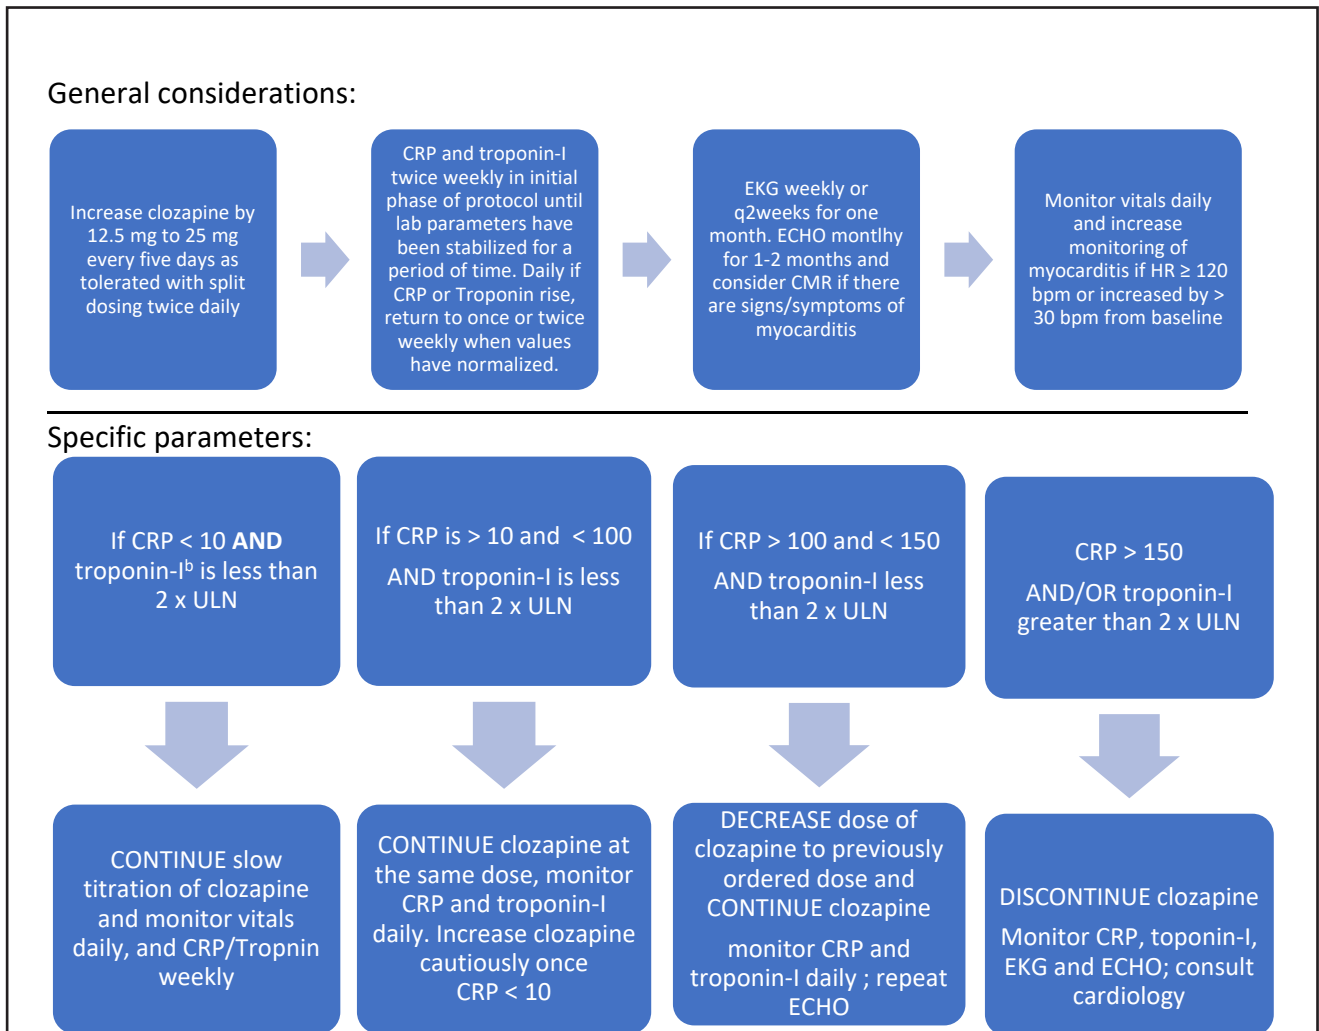 General considerations:
Increase clozapine by
12.5 mg to 25 mg
every five days as
tolerated with split
dosing twice daily
CRP and troponin-I
twice weekly in initial
phase of protocol until
lab parameters have
been stabilized for a
period of time. Daily if
CRP or Troponin rise,
return to once or twice
weekly when values
have normalized.
EKG weekly or
q2weeks for one
month. ECHO montlhy
for 1-2 months and
consider CMR if there
are signs/symptoms of
myocarditis
Monitor vitals daily
and increase
monitoring of
myocarditis if HR ≥ 120
bpm or increased by >
30 bpm from baseline
Specific parameters:
If CRP < 10 AND
troponin-Iᵇ is less than
2 x ULN
If CRP is > 10 and < 100
AND troponin-I is less
than 2 x ULN
If CRP > 100 and < 150
AND troponin-I less
than 2 x ULN
CRP > 150
AND/OR troponin-I
greater than 2 x ULN
CONTINUE slow
titration of clozapine
and monitor vitals
daily, and CRP/Tropnin
weekly
CONTINUE clozapine at
the same dose, monitor
CRP and troponin-I
daily. Increase clozapine
cautiously once
CRP < 10
DECREASE dose of
clozapine to previously
ordered dose and
CONTINUE clozapine
monitor CRP and
troponin-I daily ; repeat
ECHO
DISCONTINUE clozapine
Monitor CRP, toponin-I,
EKG and ECHO; consult
cardiology